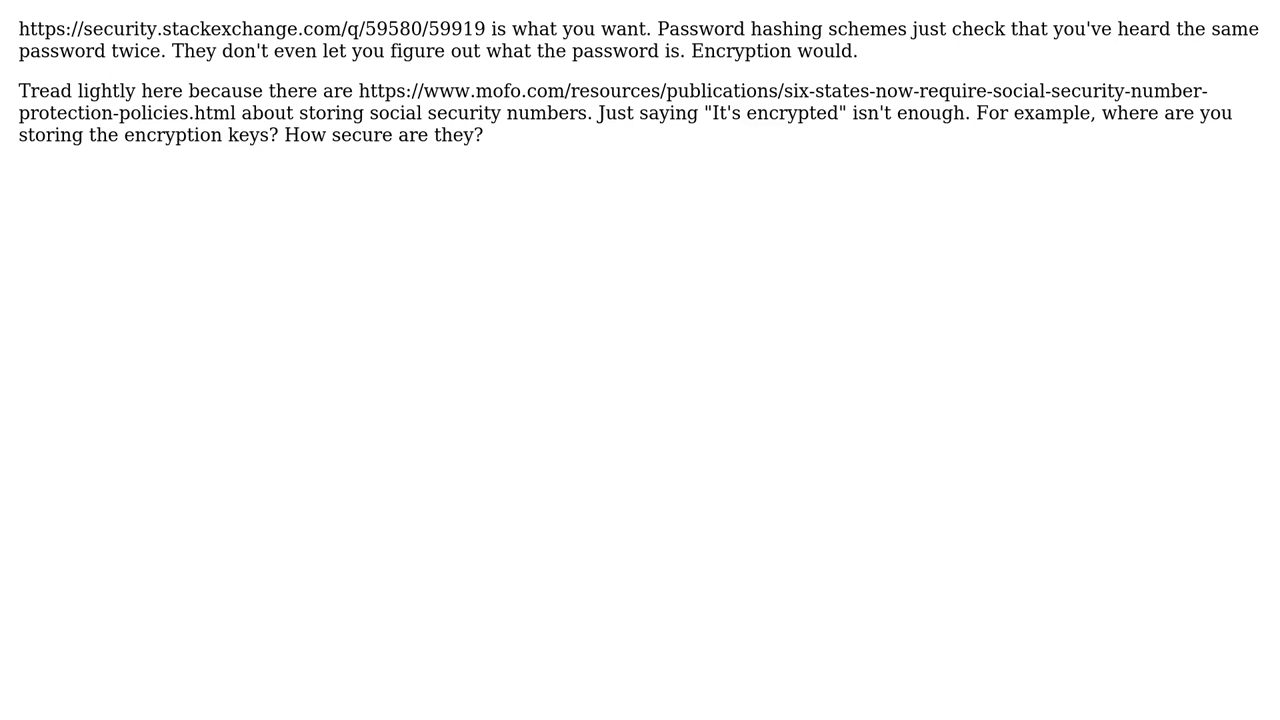 https://security.stackexchange.com/q/59580/59919 is what you want. Password hashing schemes just check that you've heard the same
password twice. They don't even let you figure out what the password is. Encryption would.
Tread lightly here because there are https://www.mofo.com/resources/publications/six-states-now-require-social-security-number-
protection-policies.html about storing social security numbers. Just saying "It's encrypted" isn't enough. For example, where are you
storing the encryption keys? How secure are they?